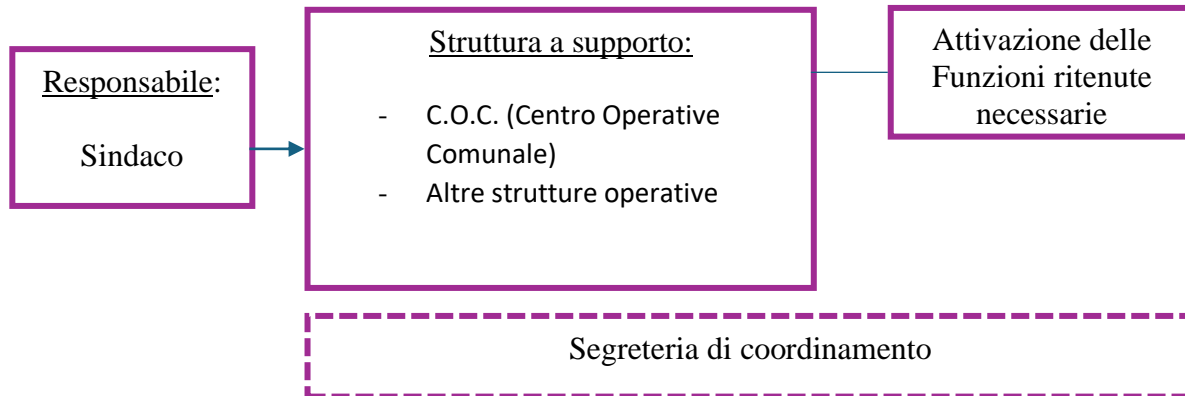 Responsabile:
Sindaco
Struttura a supporto:
- C.O.C. (Centro Operative
Comunale)
- Altre strutture operative
Attivazione delle
Funzioni ritenute
necessarie
Segreteria di coordinamento